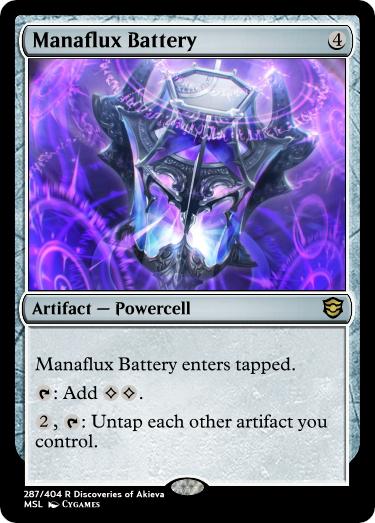 Manaflux Battery 4
Artifact — Powercell
Manaflux Battery enters tapped.
: Add .
2, : Untap each other artifact you
control.
287/404 R Discoveries of Akieva
MSL Cygames